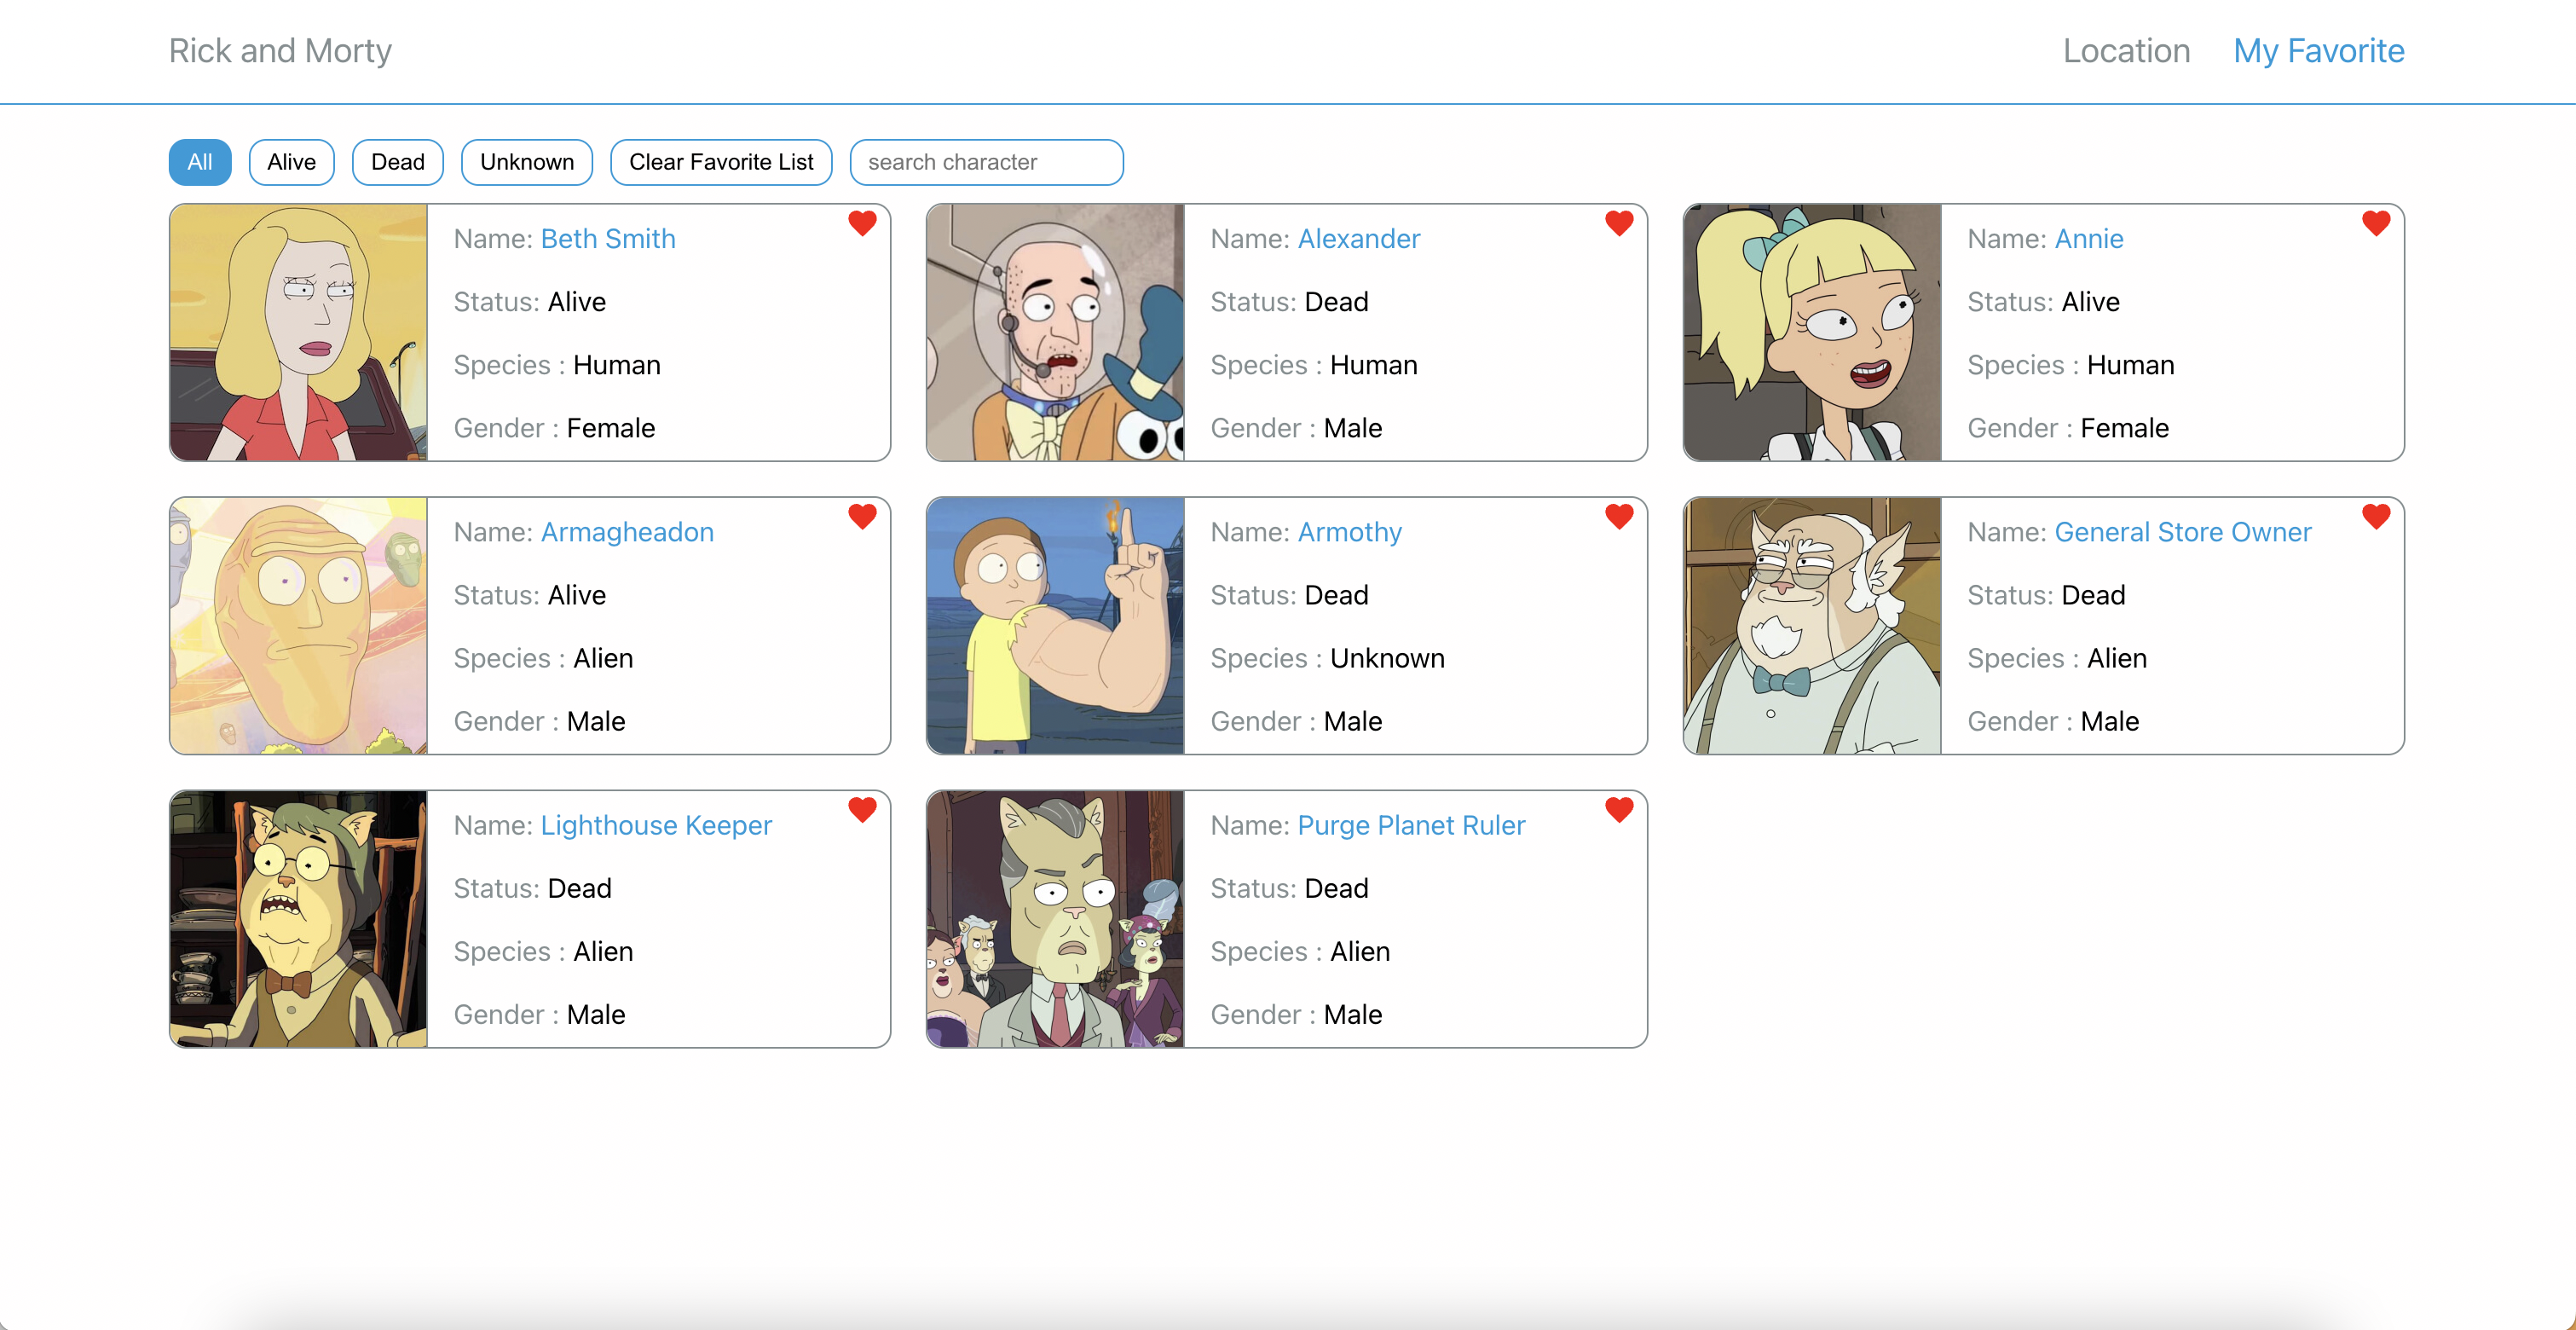 Rick and Morty
Location
My Favorite
All
Alive
Dead
Unknown
Clear Favorite List
search character
Name: Beth Smith
Status: Alive
Species : Human
Gender : Female
Name: Alexander
Status: Dead
Species : Human
Gender : Male
Name: Annie
Status: Alive
Species : Human
Gender : Female
Name: Armagheadon
Status: Alive
Species : Alien
Gender : Male
Name: Armothy
Status: Dead
Species : Unknown
Gender : Male
Name: General Store Owner
Status: Dead
Species : Alien
Gender : Male
Name: Lighthouse Keeper
Status: Dead
Species : Alien
Gender : Male
Name: Purge Planet Ruler
Status: Dead
Species : Alien
Gender : Male